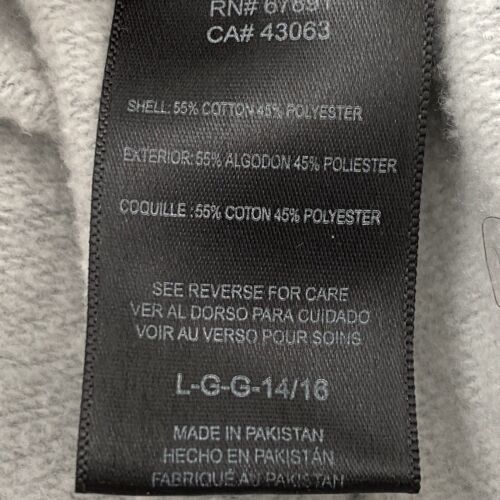 RN# 67891
CA# 43063
SHELL: 55% COTTON 45% POLYESTER
EXTERIOR: 55% ALGODON 45% POLIESTER
COQUILLE : 55% COTON 45% POLYESTER
SEE REVERSE FOR CARE
VER AL DORSO PARA CUIDADO
VOIR AU VERSO POUR SOINS
L-G-G-14/16
MADE IN PAKISTAN
HECHO EN PAKISTÁN
FABRIQUÉ AU PAKISTAN